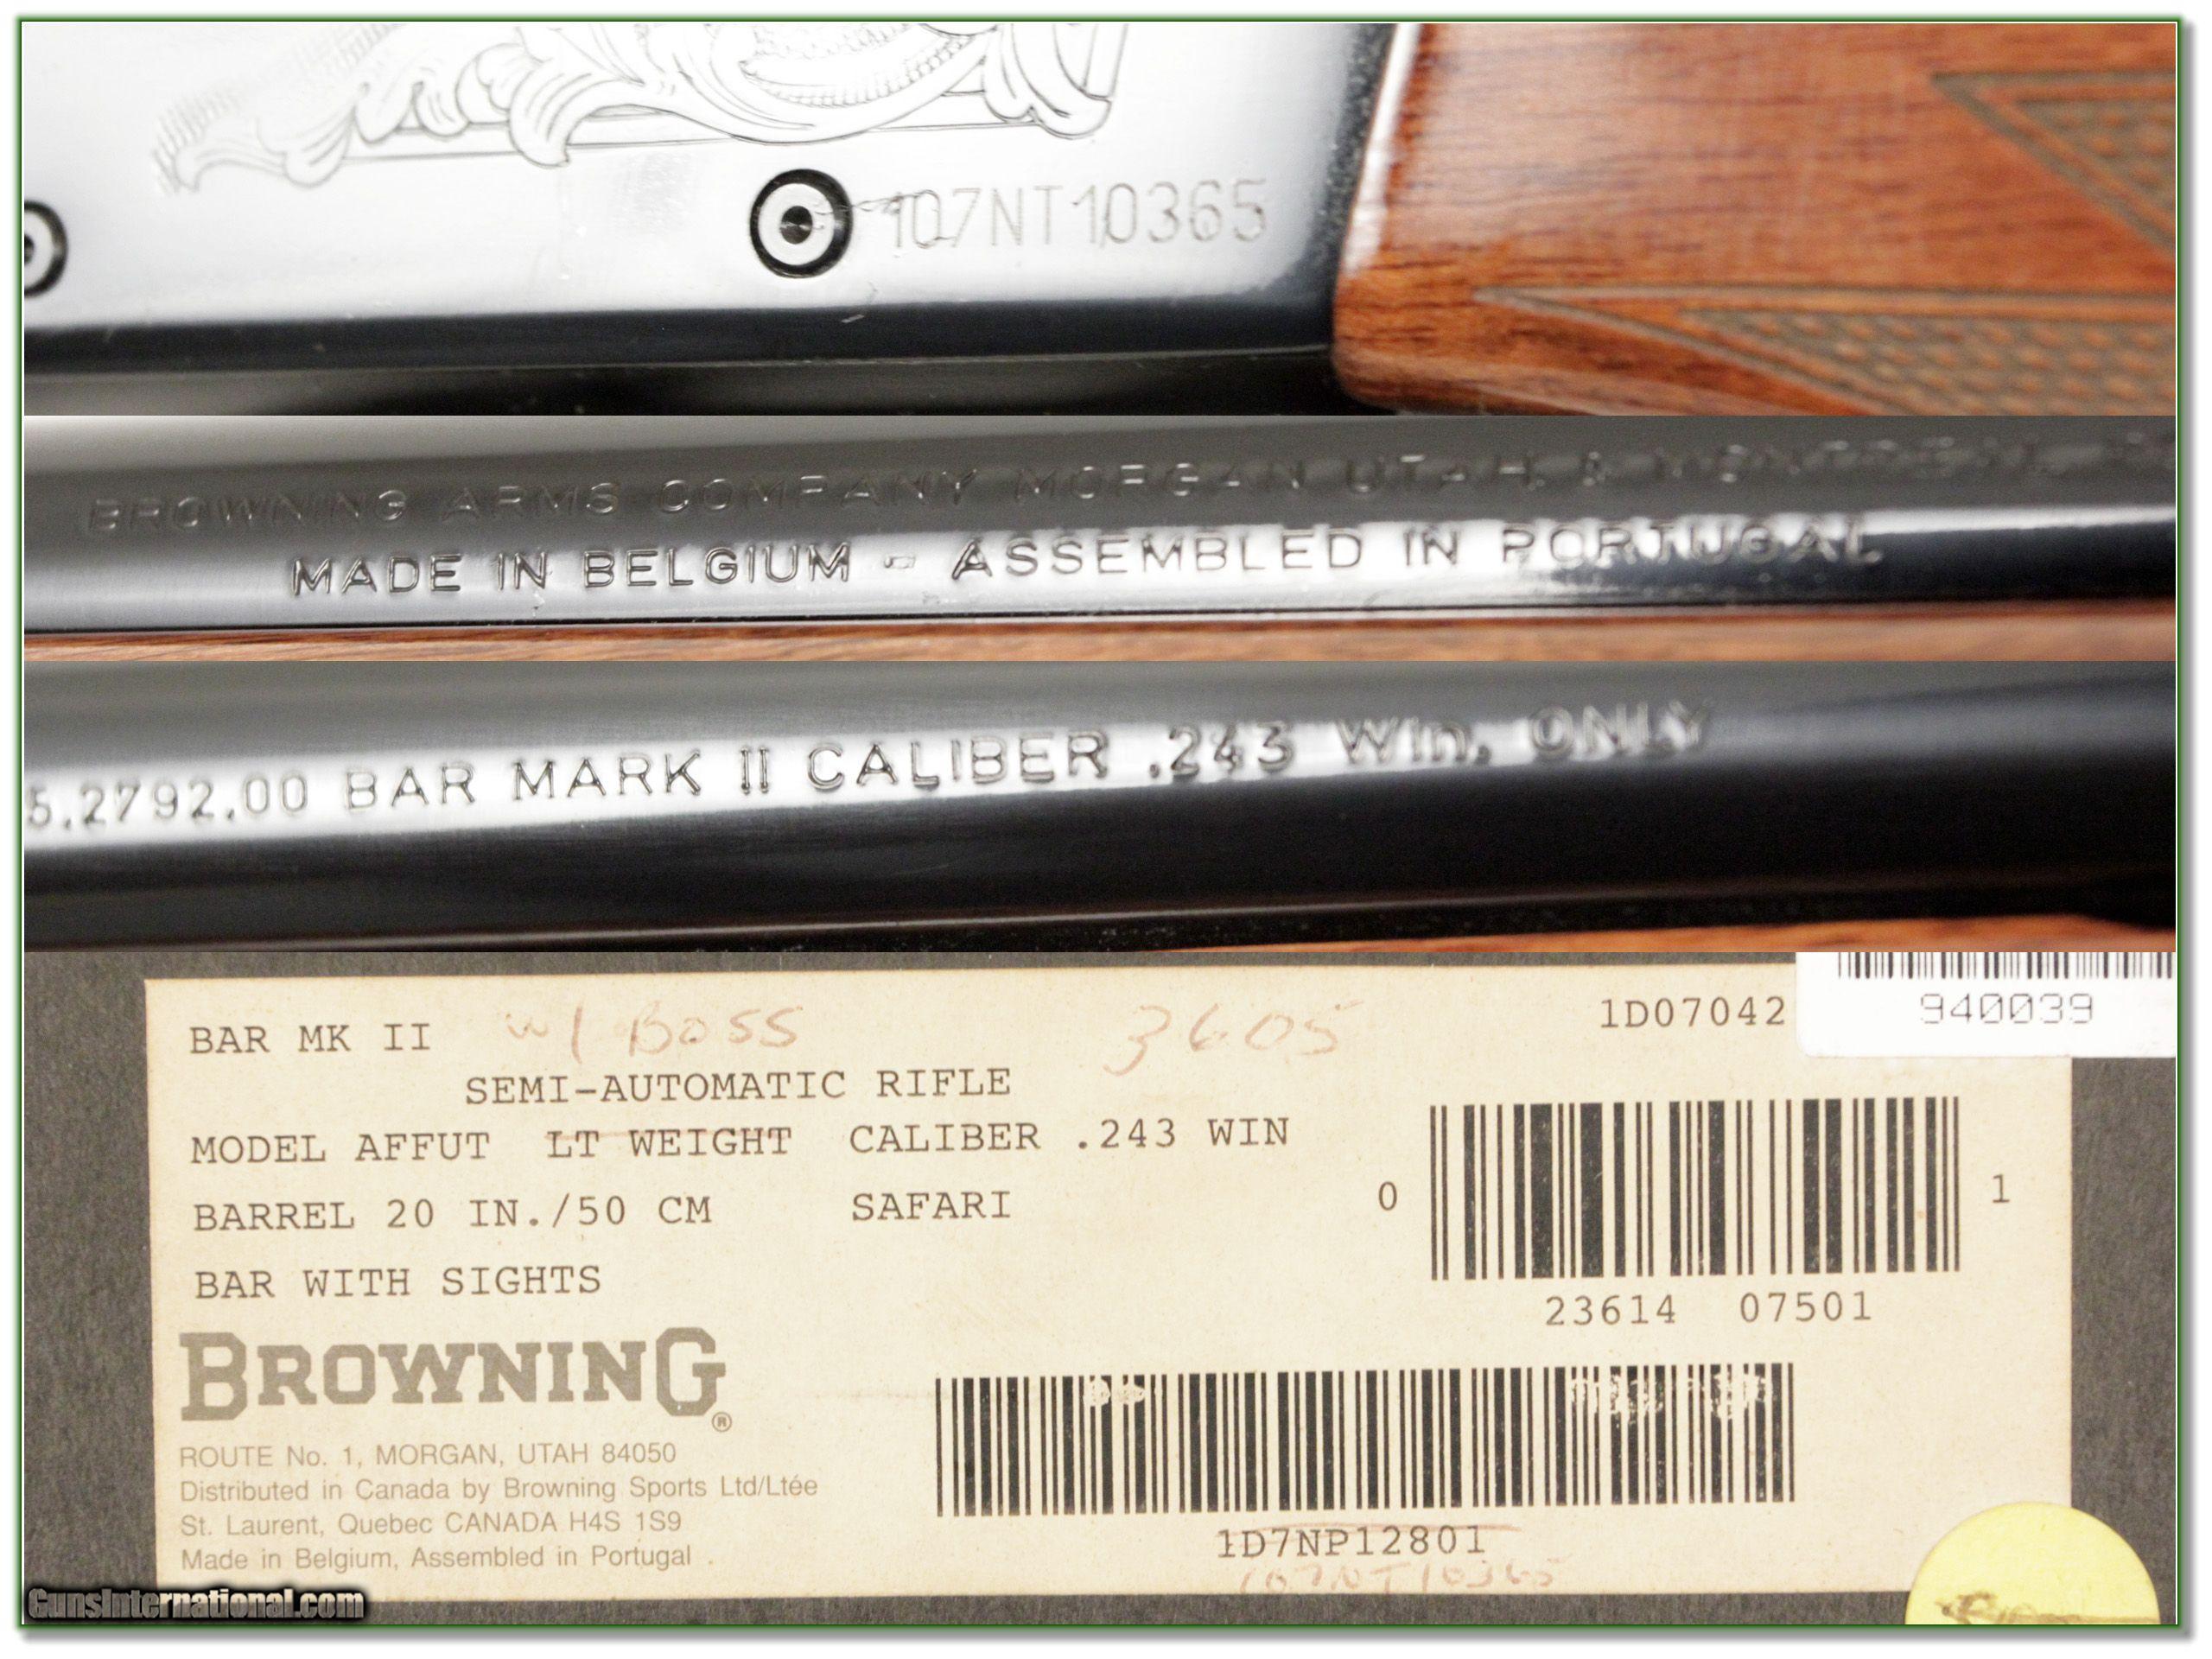 107NT10365
BROWNING ARMS COMPANY MORGAN UTAH. & MONTREAL
MADE IN BELGIUM - ASSEMBLED IN PORTUGAL
5.2792.00 BAR MARK II CALIBER .243 Win. ONLY
BAR MK II w/ BOSS 3605 1D07042 940039
SEMI-AUTOMATIC RIFLE
MODEL AFFUT LT WEIGHT CALIBER .243 WIN
BARREL 20 IN./50 CM SAFARI
BAR WITH SIGHTS
0 23614 07501 1
BROWNING®
ROUTE No. 1, MORGAN, UTAH 84050
Distributed in Canada by Browning Sports Ltd/Ltée
St. Laurent, Quebec CANADA H4S 1S9
Made in Belgium, Assembled in Portugal
1D7NP12801
107NT10365
GunsInternational.com